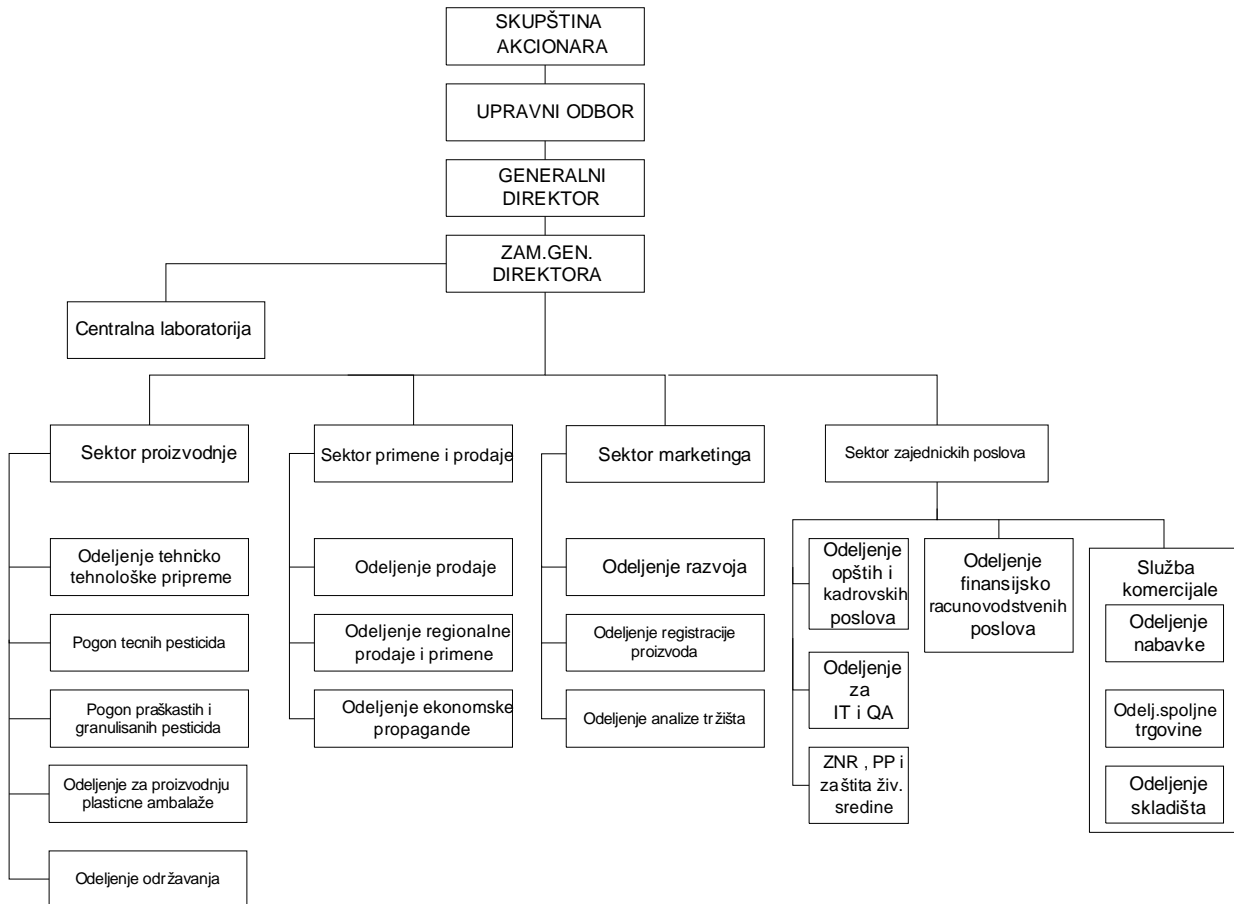 SKUPŠTINA
AKCIONARA
UPRAVNI ODBOR
GENERALNI
DIREKTOR
ZAM.GEN.
DIREKTORA
Centralna laboratorija
Sektor proizvodnje
Sektor primene i prodaje
Sektor marketinga
Sektor zajednickih poslova
Odeljenje tehnicko
tehnološke pripreme
Pogon tecnih pesticida
Pogon praškastih i
granulisanih pesticida
Odeljenje za proizvodnju
plasticne ambalaže
Odeljenje održavanja
Odeljenje prodaje
Odeljenje regionalne
prodaje i primene
Odeljenje ekonomske
propagande
Odeljenje razvoja
Odeljenje registracije
proizvoda
Odeljenje analize tržišta
Odeljenje
opštih i
kadrovskih
poslova
Odeljenje
za
IT i QA
ZNR , PP i
zaštita živ.
sredine
Odeljenje
finansijsko
racunovodstvenih
poslova
Služba
komercijale
Odeljenje
nabavke
Odelj.spoljne
trgovine
Odeljenje
skladišta